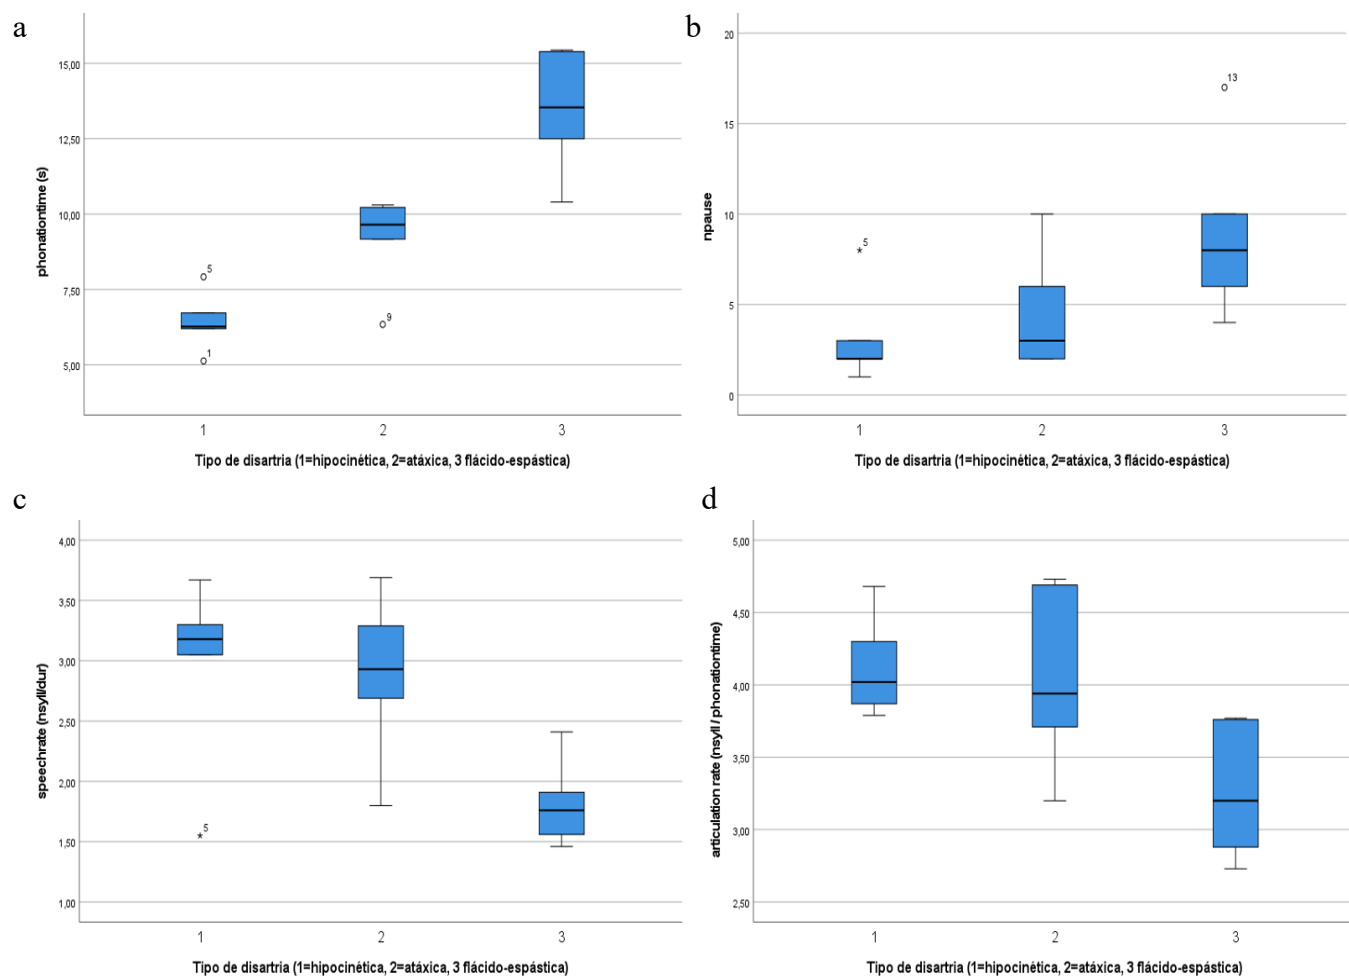 a
15,00
12,50
10,00
7,50
5,00
phonationtime (s)
5
1
9
1 2 3
Tipo de disartria (1=hipocinética, 2=atáxica, 3 flácido-espástica)
b
20
15
10
5
0
npause
5
13
1 2 3
Tipo de disartria (1=hipocinética, 2=atáxica, 3 flácido-espástica)
c
4,00
3,50
3,00
2,50
2,00
1,50
1,00
speechrate (nsyll/dur)
5
1 2 3
Tipo de disartria (1=hipocinética, 2=atáxica, 3 flácido-espástica)
d
5,00
4,50
4,00
3,50
3,00
2,50
articulation rate (nsyll / phonationtime)
1 2 3
Tipo de disartria (1=hipocinética, 2=atáxica, 3 flácido-espástica)